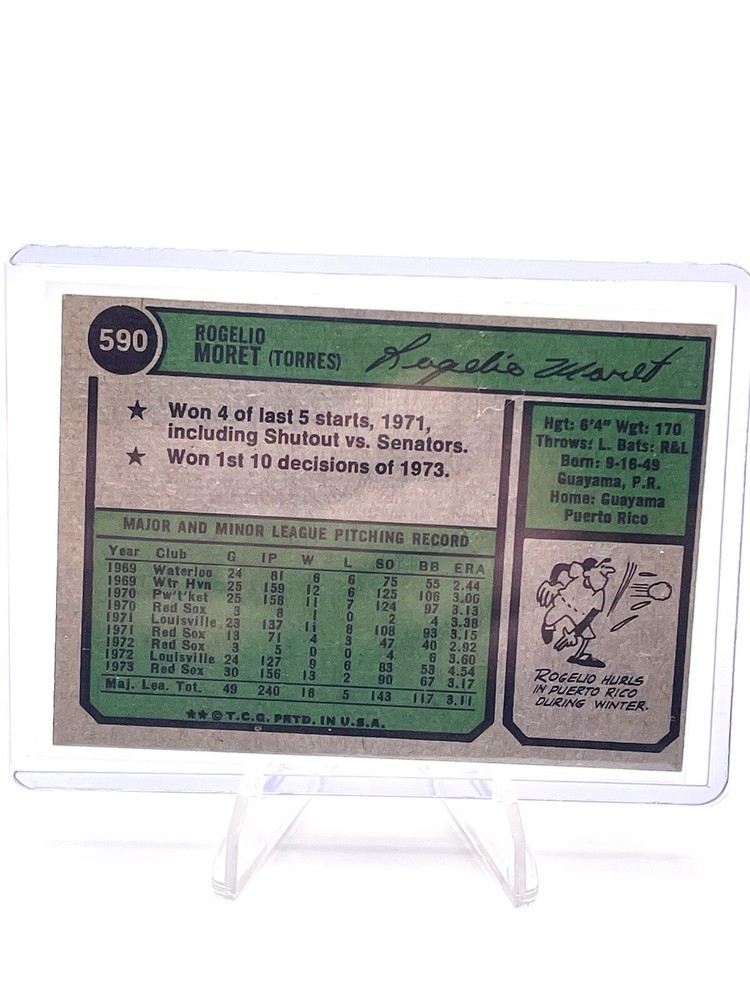 590
ROGELIO
MORET (TORRES)
Rogelio Moret
★ Won 4 of last 5 starts, 1971,
including Shutout vs. Senators.
★ Won 1st 10 decisions of 1973.
Hgt: 6'4" Wgt: 170
Throws: L. Bats: R&L
Born: 9-16-49
Guayama, P.R.
Home: Guayama
Puerto Rico
MAJOR AND MINOR LEAGUE PITCHING RECORD
Year Club G IP W L SO BB ERA
1969 Waterloo 24 81 6 6 75 55 2.44
1969 Wtr Hvn 25 159 12 6 125 106 3.06
1970 Pw't'ket 25 158 11 7 124 97 3.13
1970 Red Sox 3 8 1 0 2 4 3.38
1971 Louisville 23 137 11 8 108 93 3.15
1971 Red Sox 13 71 4 3 47 40 2.92
1972 Red Sox 3 5 0 0 4 6 3.60
1972 Louisville 24 127 9 6 83 53 4.54
1973 Red Sox 30 156 13 2 90 67 3.17
Maj. Lea. Tot. 49 240 18 5 143 117 3.11
★★ © T.C.G. PRTD. IN U.S.A.
ROGELIO HURLS
IN PUERTO RICO
DURING WINTER.